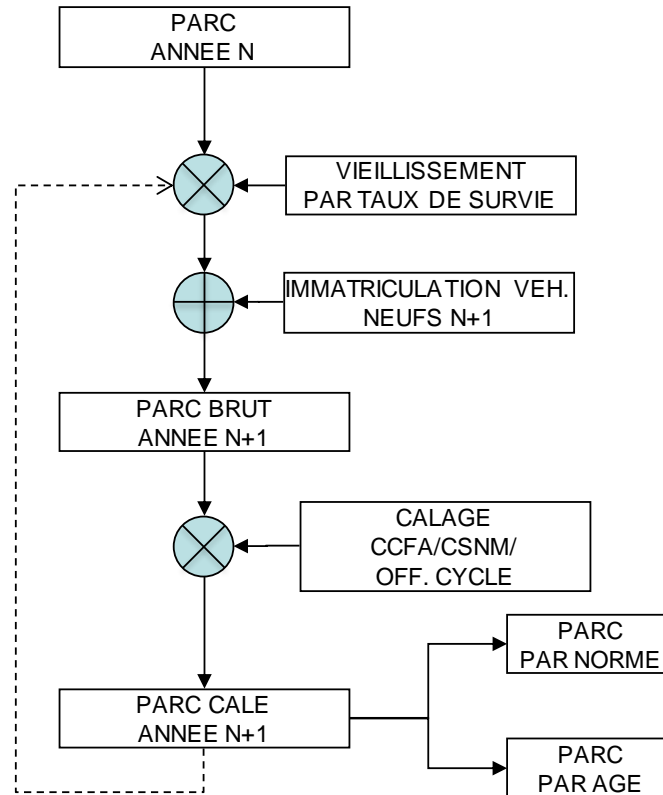 PARC
ANNEE N
VIEILLISSEMENT
PAR TAUX DE SURVIE
IMMATRICULATION VEH.
NEUFS N+1
PARC BRUT
ANNEE N+1
CALAGE
CCFA/CSNM/
OFF. CYCLE
PARC
PAR NORME
PARC CALE
ANNEE N+1
PARC
PAR AGE